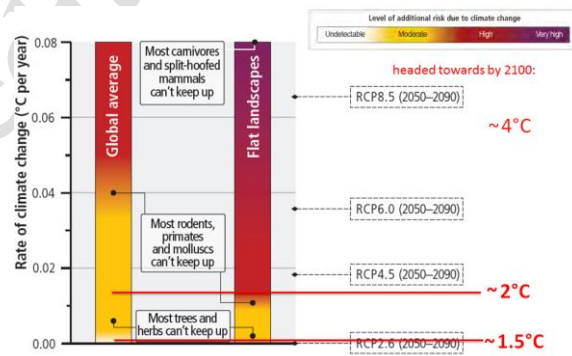 Level of additional risk due to climate change
Undetectable Moderate High Very high
headed towards by 2100:
Rate of climate change (°C per year)
0.08
0.06
0.04
0.02
0.00
Global average
Flat landscapes
Most carnivores
and split-hoofed
mammals
can't keep up
Most rodents,
primates
and molluscs
can't keep up
Most trees and
herbs can't keep up
RCP8.5 (2050–2090)
~4°C
RCP6.0 (2050–2090)
RCP4.5 (2050–2090)
~2°C
RCP2.6 (2050–2090)
~1.5°C